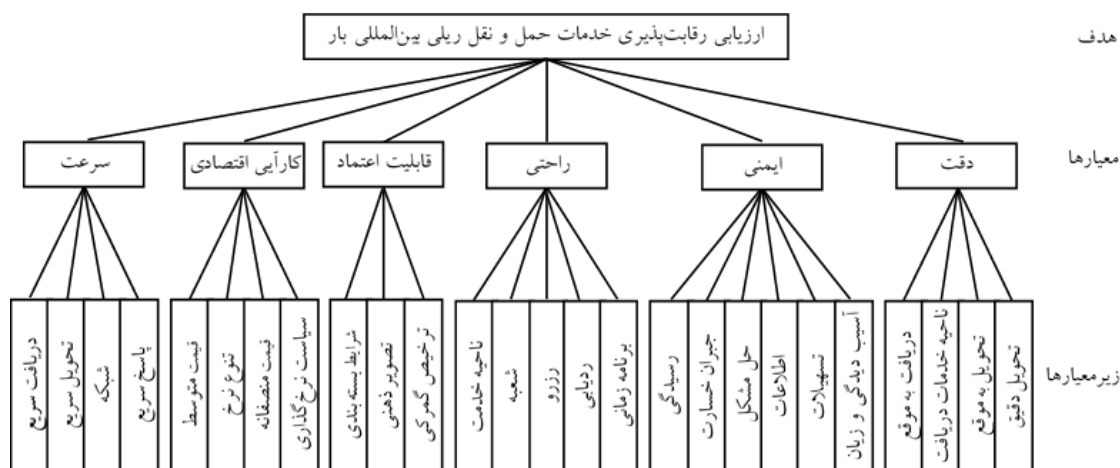 هدف
ارزیابی رقابت‌پذیری خدمات حمل و نقل ریلی بین‌المللی بار
معیارها
دقت
ایمنی
راحتی
قابلیت اعتماد
کارآیی اقتصادی
سرعت
زیرمعیارها
تحویل دقیق
تحویل به موقع
ناحیه خدمات دریافت
دریافت به موقع
آسیب دیدگی و زیان
تسهیلات
اطلاعات
حل مشکل
جبران خسارت
رسیدگی
برنامه زمانی
ردیابی
رزرو
شعبه
ناحیه خدمت
ترخیص گمرکی
تصویر ذهنی
شرایط بسته بندی
سیاست نرخ‌گذاری
قیمت منصفانه
تنوع نرخ
قیمت متوسط
پاسخ سریع
شبکه
تحویل سریع
دریافت سریع